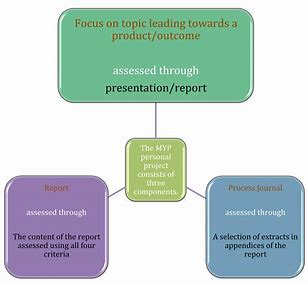 Focus on topic leading towards a
product/outcome
assessed through
presentation/report
The MYP
personal
project
consists of
three
components.
Report
assessed through
The content of the report
assessed using all four
criteria
Process Journal
assessed through
A selection of extracts in
appendices of the
report